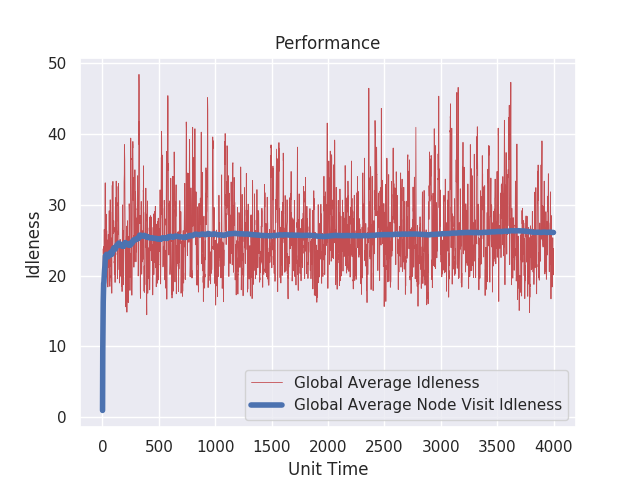 Performance
50
40
30
20
10
0
Idleness
Global Average Idleness
Global Average Node Visit Idleness
0 500 1000 1500 2000 2500 3000 3500 4000
Unit Time